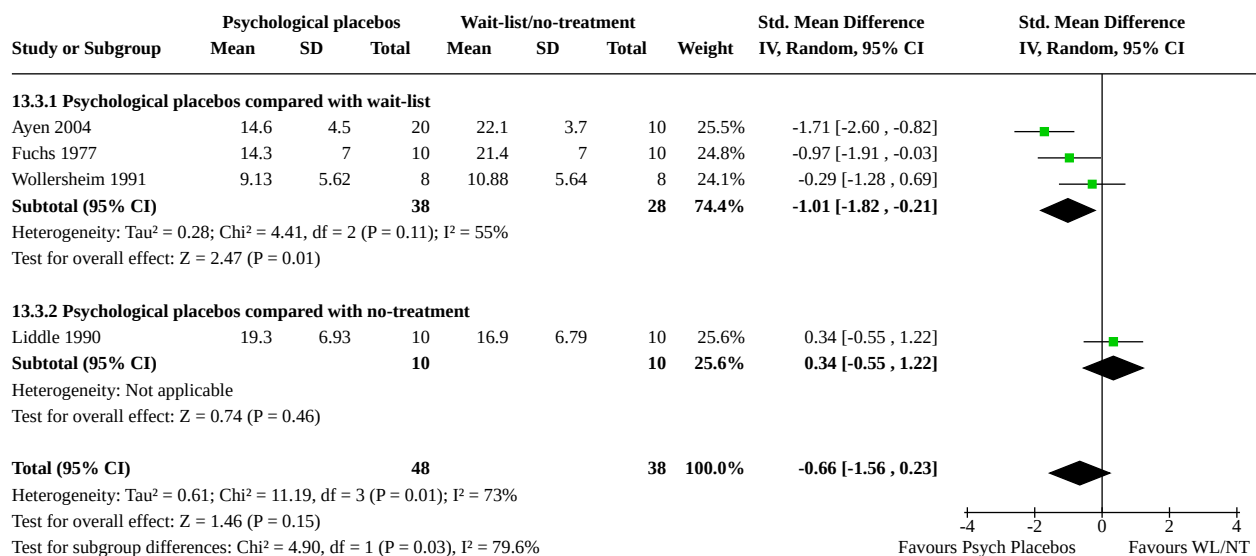 Psychological placebos Wait-list/no-treatment Std. Mean Difference Std. Mean Difference
Study or Subgroup Mean SD Total Mean SD Total Weight IV, Random, 95% CI IV, Random, 95% CI
13.3.1 Psychological placebos compared with wait-list
Ayen 2004 14.6 4.5 20 22.1 3.7 10 25.5% -1.71 [-2.60 , -0.82]
Fuchs 1977 14.3 7 10 21.4 7 10 24.8% -0.97 [-1.91 , -0.03]
Wollersheim 1991 9.13 5.62 8 10.88 5.64 8 24.1% -0.29 [-1.28 , 0.69]
Subtotal (95% CI) 38 28 74.4% -1.01 [-1.82 , -0.21]
Heterogeneity: Tau² = 0.28; Chi² = 4.41, df = 2 (P = 0.11); I² = 55%
Test for overall effect: Z = 2.47 (P = 0.01)
13.3.2 Psychological placebos compared with no-treatment
Liddle 1990 19.3 6.93 10 16.9 6.79 10 25.6% 0.34 [-0.55 , 1.22]
Subtotal (95% CI) 10 10 25.6% 0.34 [-0.55 , 1.22]
Heterogeneity: Not applicable
Test for overall effect: Z = 0.74 (P = 0.46)
Total (95% CI) 48 38 100.0% -0.66 [-1.56 , 0.23]
Heterogeneity: Tau² = 0.61; Chi² = 11.19, df = 3 (P = 0.01); I² = 73%
Test for overall effect: Z = 1.46 (P = 0.15)
-4 -2 0 2 4
Test for subgroup differences: Chi² = 4.90, df = 1 (P = 0.03), I² = 79.6% Favours Psych Placebos Favours WL/NT